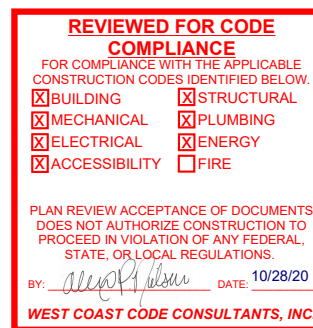 REVIEWED FOR CODE
COMPLIANCE
FOR COMPLIANCE WITH THE APPLICABLE
CONSTRUCTION CODES IDENTIFIED BELOW.
X BUILDING X STRUCTURAL
X MECHANICAL X PLUMBING
X ELECTRICAL X ENERGY
X ACCESSIBILITY FIRE
PLAN REVIEW ACCEPTANCE OF DOCUMENTS
DOES NOT AUTHORIZE CONSTRUCTION TO
PROCEED IN VIOLATION OF ANY FEDERAL,
STATE, OR LOCAL REGULATIONS.
BY: DATE: 10/28/20
WEST COAST CODE CONSULTANTS, INC